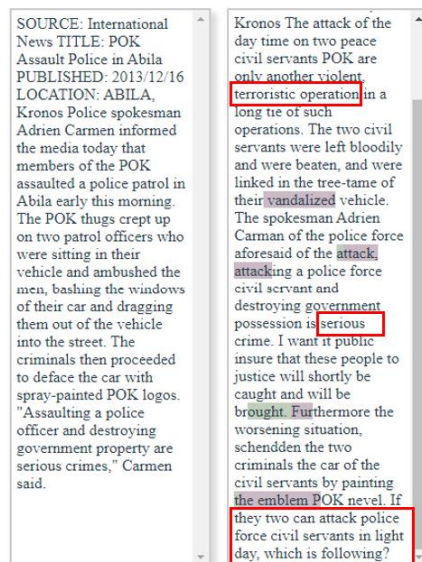 SOURCE: International
News TITLE: POK
Assault Police in Abila
PUBLISHED: 2013/12/16
LOCATION: ABILA,
Kronos Police spokesman
Adrien Carmen informed
the media today that
members of the POK
assaulted a police patrol in
Abila early this morning.
The POK thugs crept up
on two patrol officers who
were sitting in their
vehicle and ambushed the
men, bashing the windows
of their car and dragging
them out of the vehicle
into the street. The
criminals then proceeded
to deface the car with
spray-painted POK logos.
"Assaulting a police
officer and destroying
government property are
serious crimes," Carmen
said.
Kronos The attack of the
day time on two peace
civil servants POK are
only another violent,
terroristic operation in a
long tie of such
operations. The two civil
servants were left bloodily
and were beaten, and were
linked in the tree-tame of
their vandalized vehicle.
The spokesman Adrien
Carman of the police force
aforesaid of the attack,
attacking a police force
civil servant and
destroying government
possession is serious
crime. I want it public
insure that these people to
justice will shortly be
caught and will be
brought. Furthermore the
worsening situation,
schendden the two
criminals the car of the
civil servants by painting
the emblem POK nevel. If
they two can attack police
force civil servants in light
day, which is following?